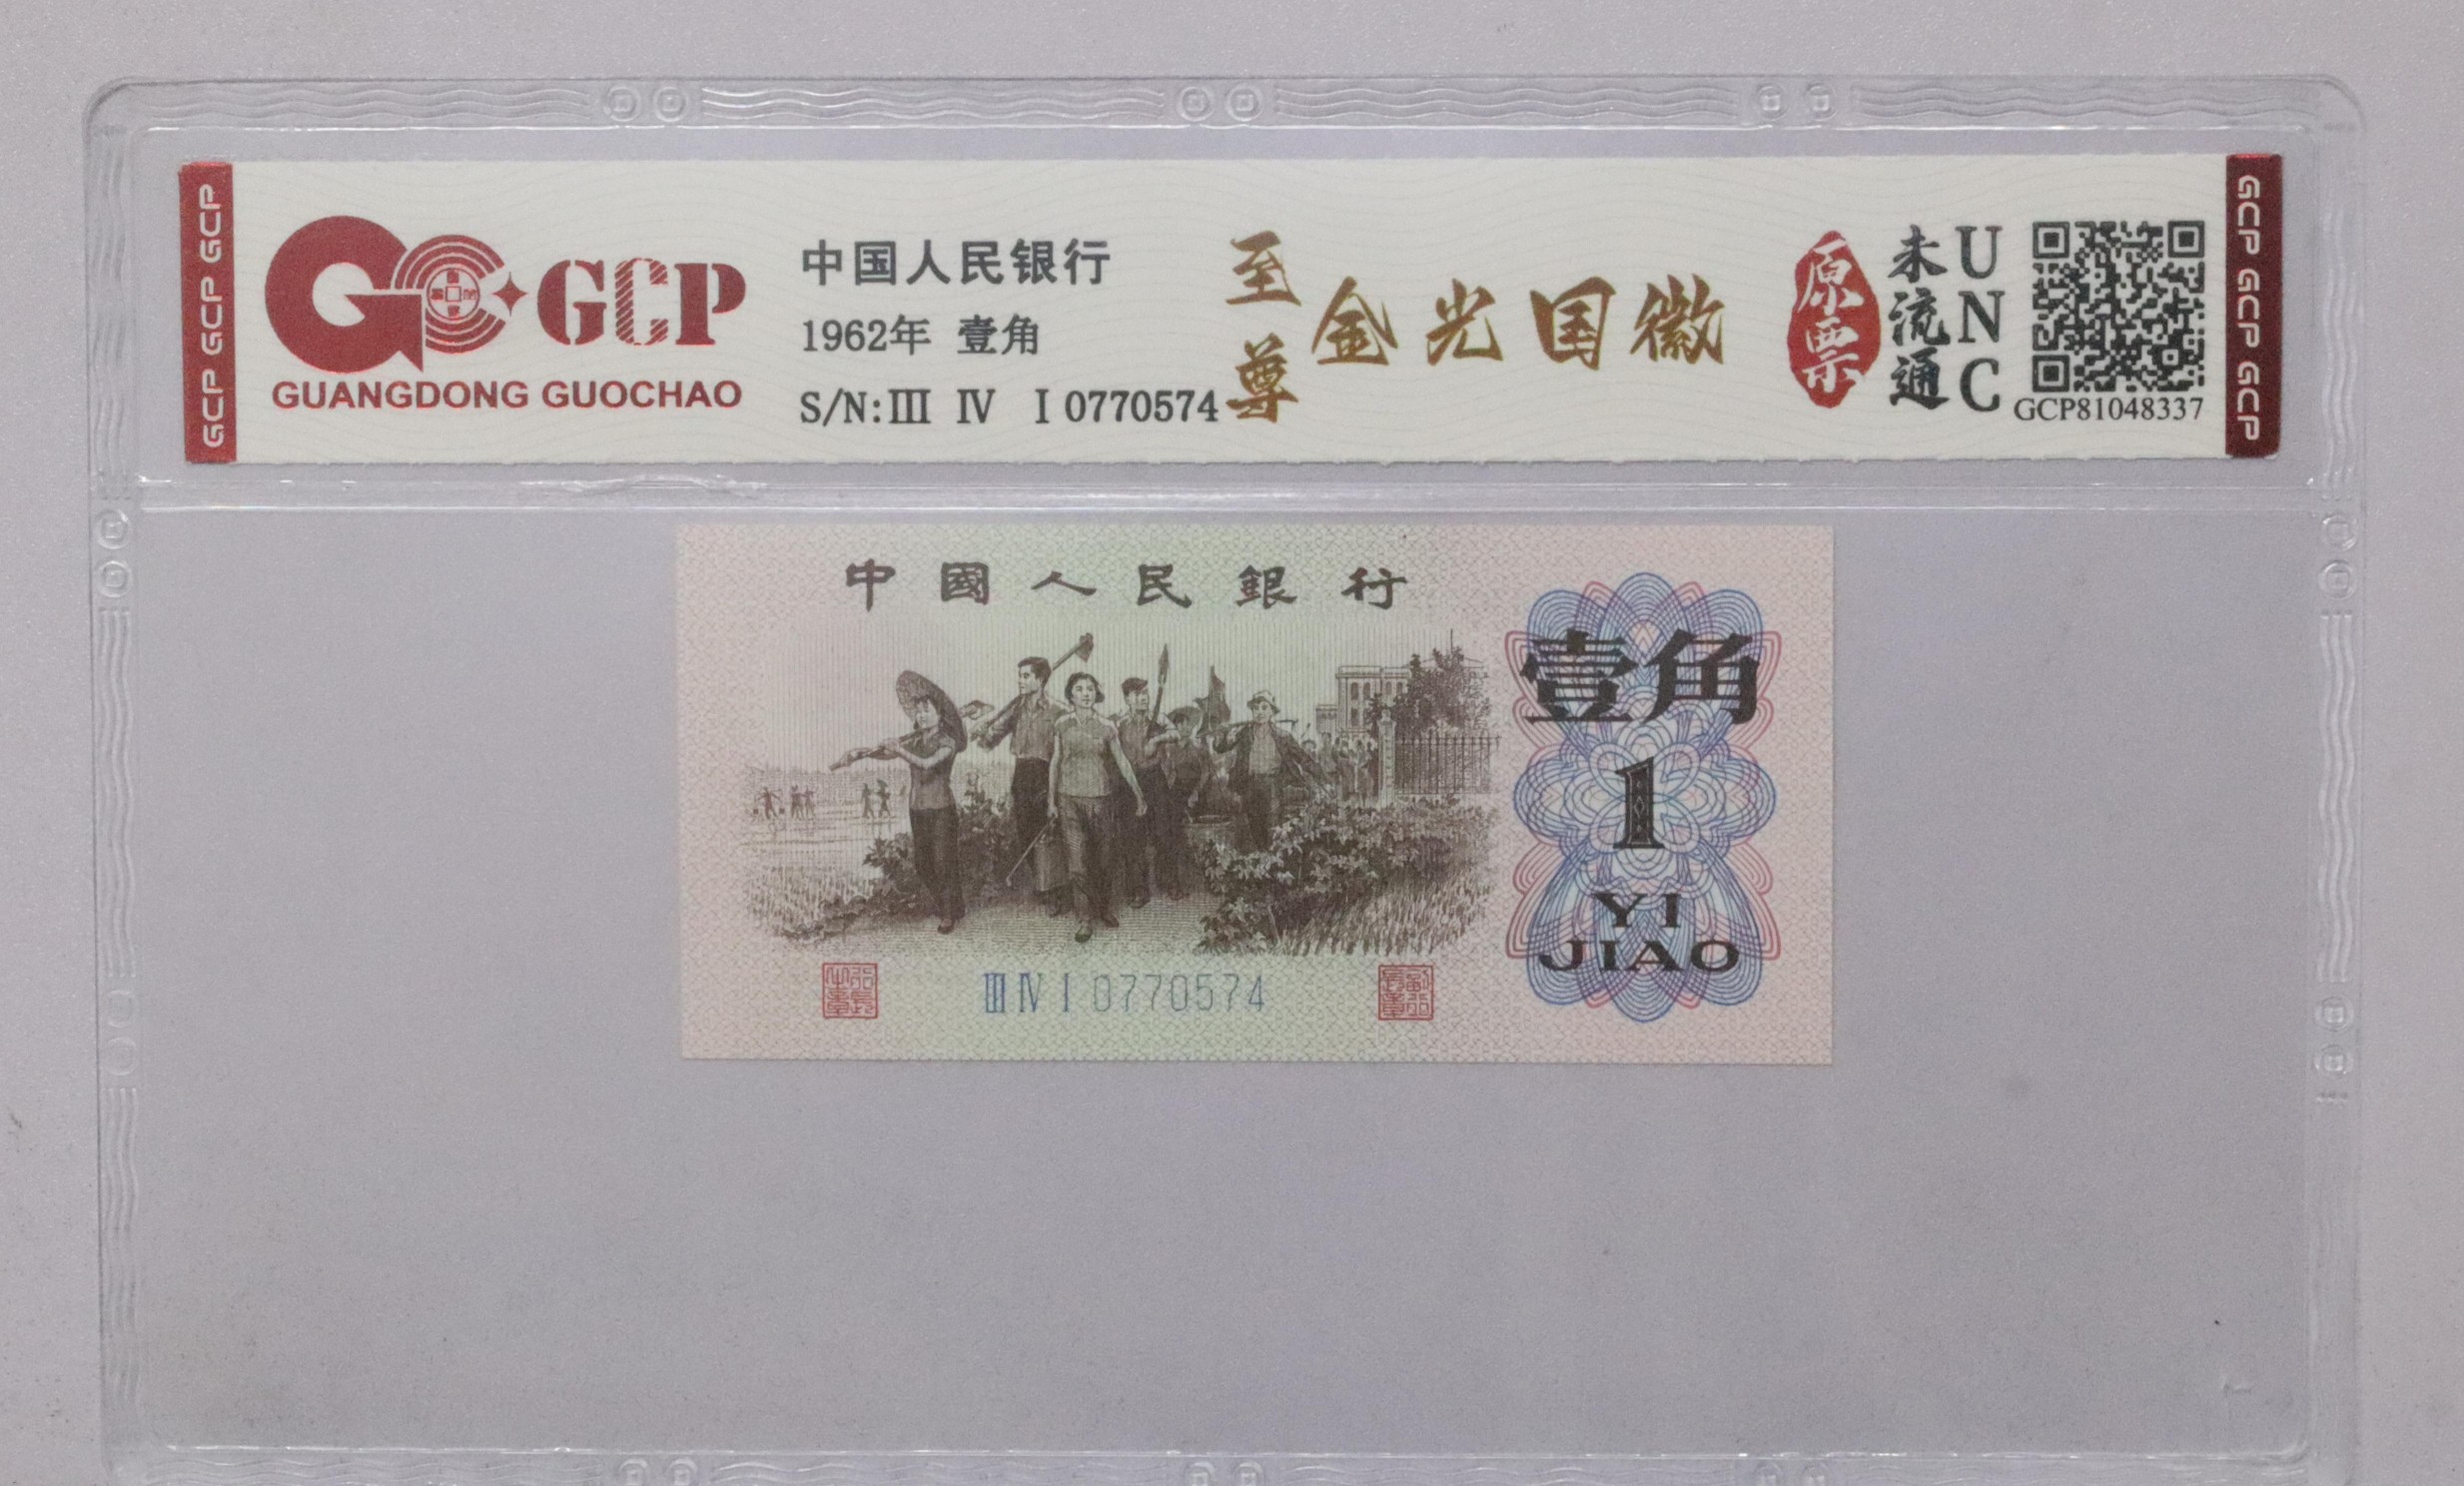 GCP GCP GCP
GCP
GUANGDONG GUOCHAO
中国人民银行
1962年 壹角
S/N:Ⅲ Ⅳ Ⅰ 0770574
至尊
金光国徽
原票
未流通
UNC
GCP81048337
GCP GCP GCP
中國人民銀行
壹角
1
YI
JIAO
Ⅲ Ⅳ Ⅰ 0770574